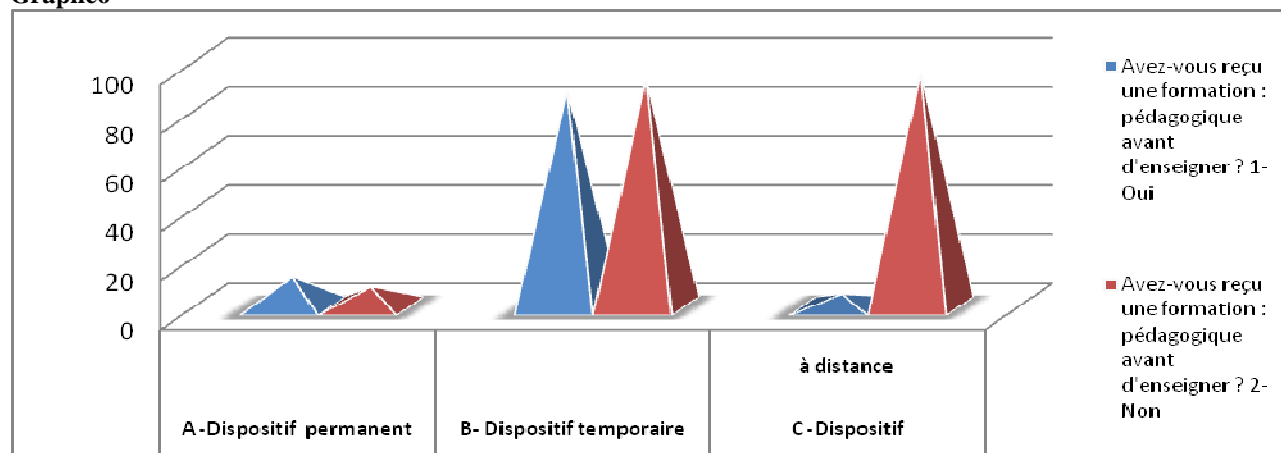 Graphe6
100
80
60
40
20
0
à distance
A-Dispositif permanent
B- Dispositif temporaire
C-Dispositif
Avez-vous reçu
une formation :
pédagogique
avant
d'enseigner ? 1-
Oui
Avez-vous reçu
une formation :
pédagogique
avant
d'enseigner ? 2-
Non